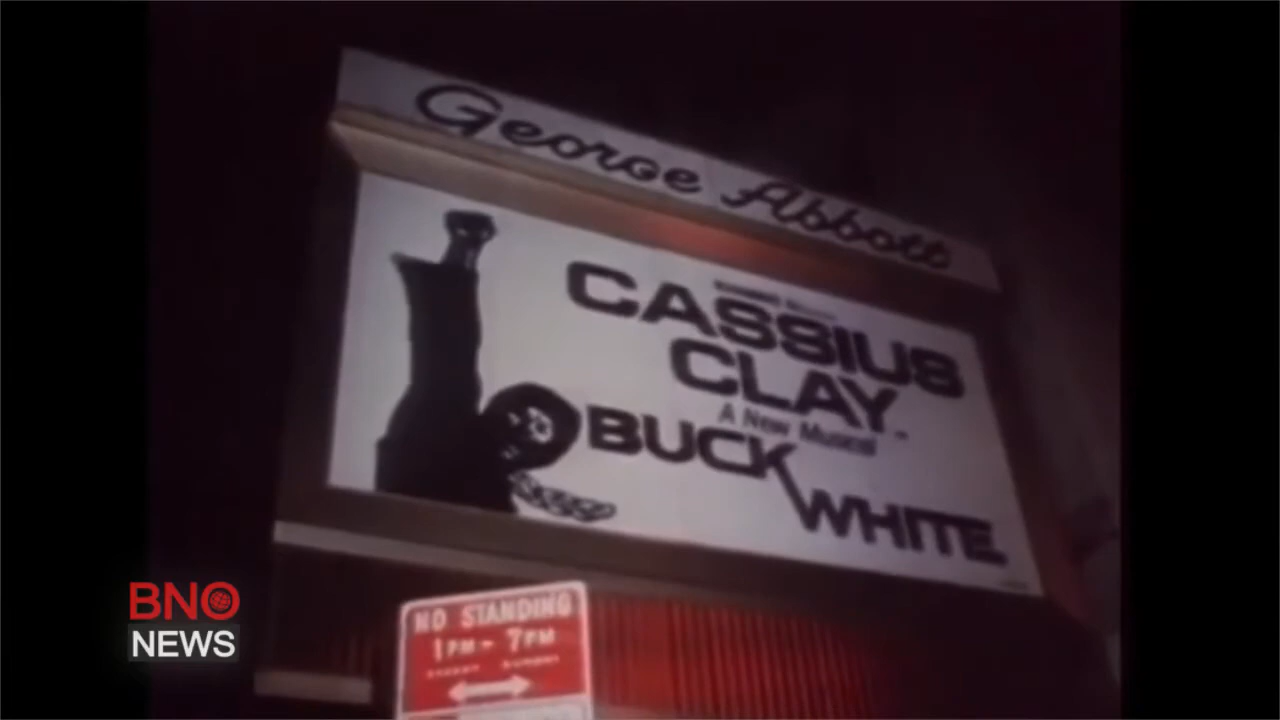 George Abbott
CASSIUS
CLAY
A New Musical
BUCK
WHITE
NO STANDING
1PM - 7PM
BNO
NEWS